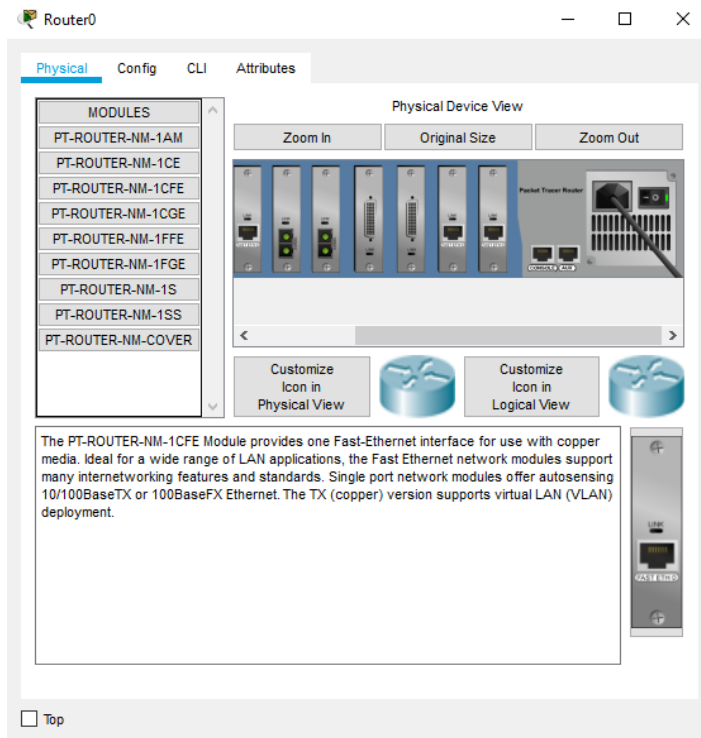 Router0
Physical Config CLI Attributes
MODULES
PT-ROUTER-NM-1AM
PT-ROUTER-NM-1CE
PT-ROUTER-NM-1CFE
PT-ROUTER-NM-1CGE
PT-ROUTER-NM-1FFE
PT-ROUTER-NM-1FGE
PT-ROUTER-NM-1S
PT-ROUTER-NM-1SS
PT-ROUTER-NM-COVER
Physical Device View
Zoom In Original Size Zoom Out
Packet Tracer Router
CONSOLE AUX
Customize
Icon in
Physical View
Customize
Icon in
Logical View
The PT-ROUTER-NM-1CFE Module provides one Fast-Ethernet interface for use with copper
media. Ideal for a wide range of LAN applications, the Fast Ethernet network modules support
many internetworking features and standards. Single port network modules offer autosensing
10/100BaseTX or 100BaseFX Ethernet. The TX (copper) version supports virtual LAN (VLAN)
deployment.
LINK
FAST ETH 0
Top